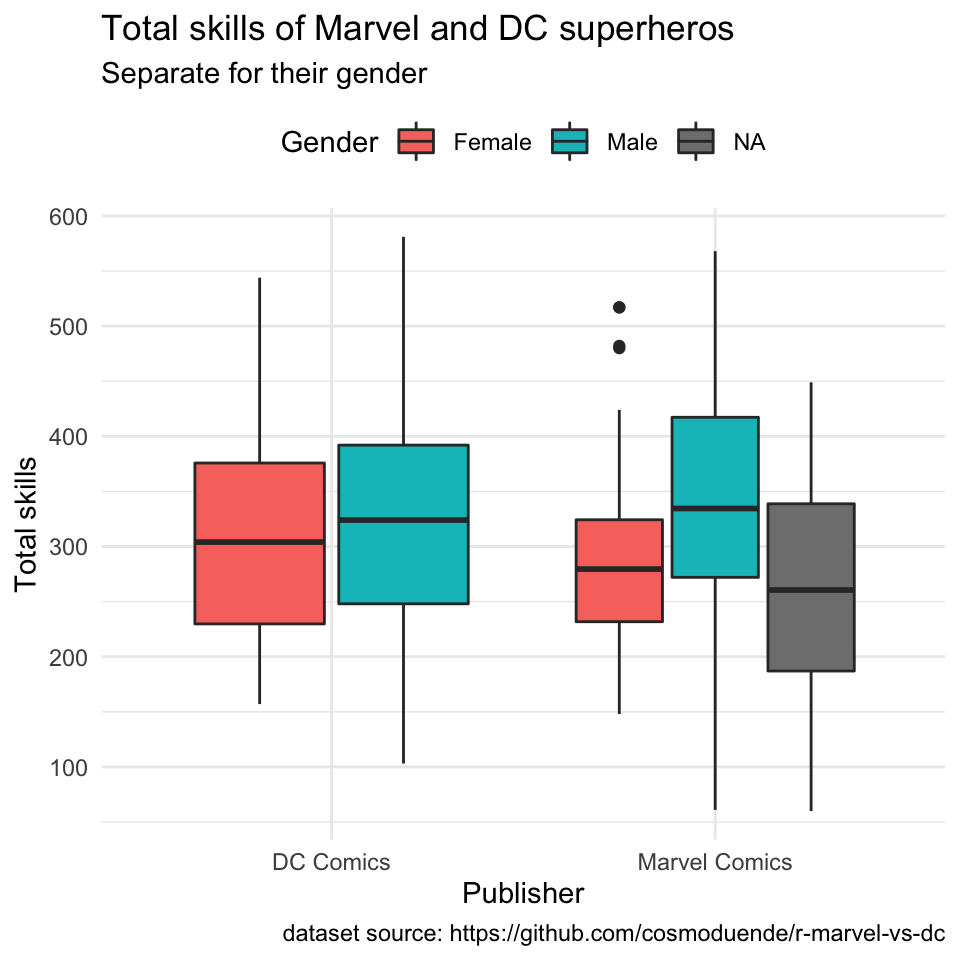 Total skills of Marvel and DC superheros
Separate for their gender
Gender Female Male NA
600
500
400
300
200
100
Total skills
DC Comics Marvel Comics
Publisher
dataset source: https://github.com/cosmoduende/r-marvel-vs-dc